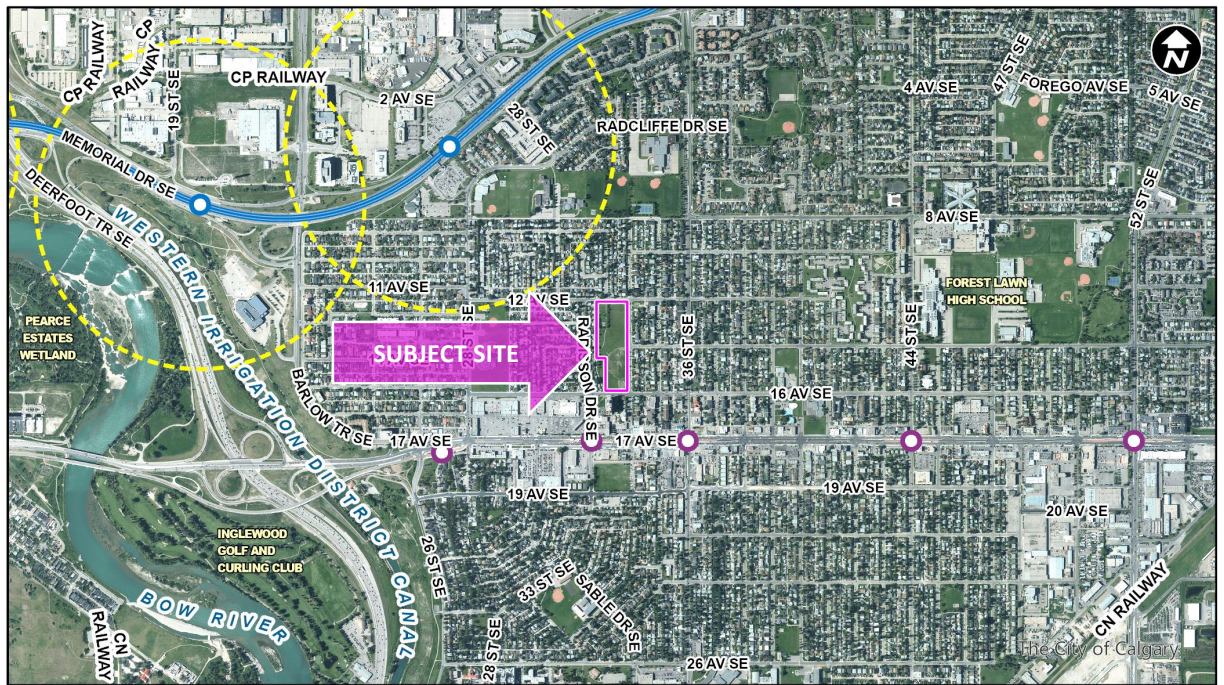 CP RAILWAY
CP
RAILWAY
19 ST SE
CP RAILWAY
2 AV SE
28 ST SE
RADCLIFFE DR SE
4 AV SE
47 ST SE
FOREGO AV SE
5 AV SE
N
MEMORIAL DR SE
DEERFOOT TR SE
WESTERN IRRIGATION DIISTRICT CANAL
8 AV SE
52 ST SE
11 AV SE
12 AV SE
FOREST LAWN
HIGH SCHOOL
PEARCE
ESTATES
WETLAND
28 ST SE
SUBJECT SITE
36 ST SE
44 ST SE
BARLOW TR SE
16 AV SE
17 AV SE
17 AV SE
19 AV SE
19 AV SE
20 AV SE
INGLEWOOD
GOLF AND
CURLING CLUB
26 ST SE
33 ST SE
SABLE DR SE
BOW RIVER
CN
RAILWAY
28 ST SE
26 AV SE
CN RAILWAY
The City of Calgary